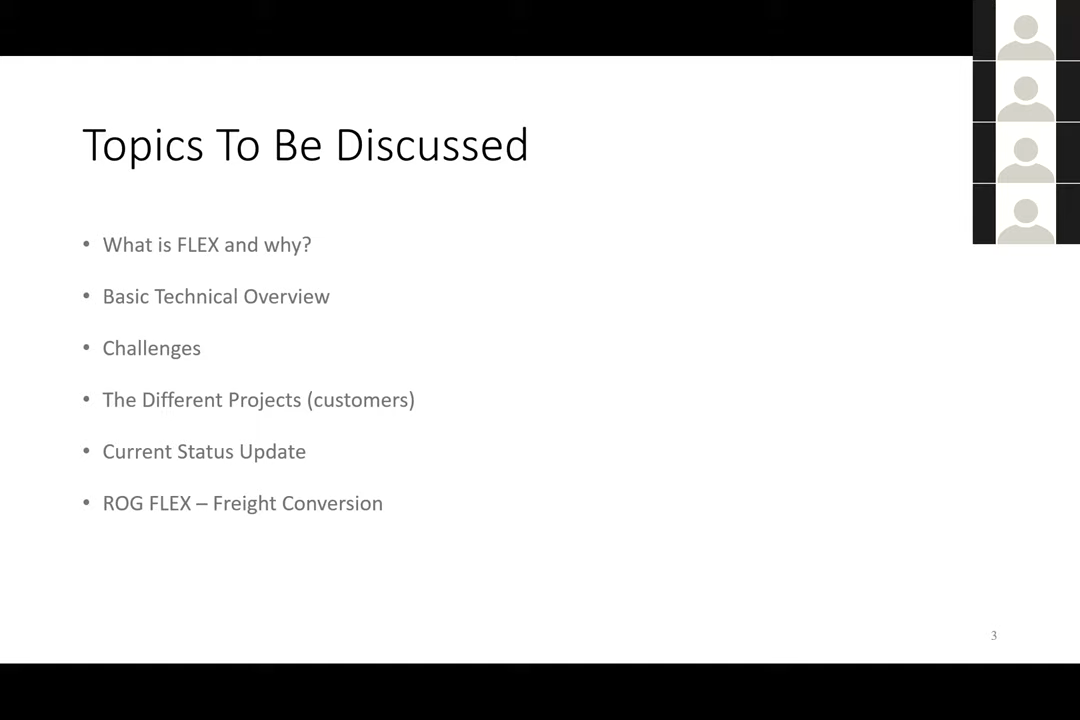 Topics To Be Discussed
• What is FLEX and why?
• Basic Technical Overview
• Challenges
• The Different Projects (customers)
• Current Status Update
• ROG FLEX – Freight Conversion
3